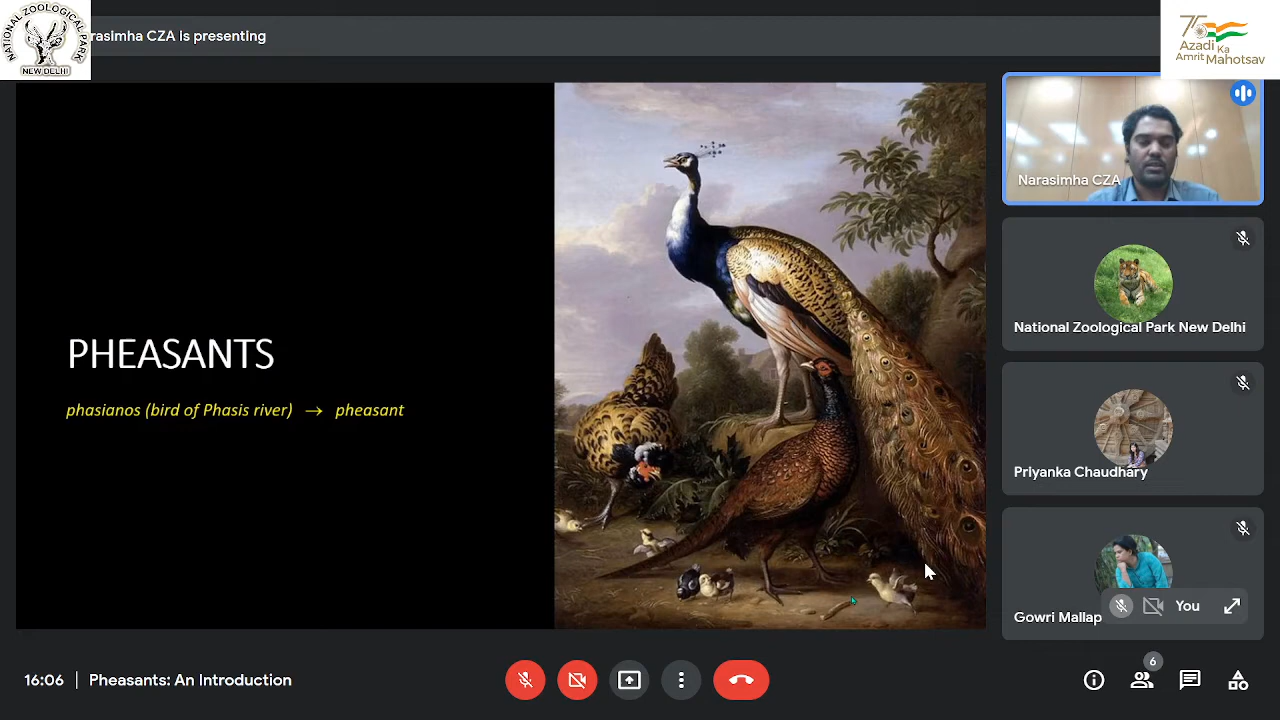 NATIONAL ZOOLOGICAL PARK
NEW DELHI
rasimha CZA is presenting
75
Azadi Ka
Amrit Mahotsav
PHEASANTS
phasianos (bird of Phasis river) → pheasant
Narasimha CZA
National Zoological Park New Delhi
Priyanka Chaudhary
Gowri Mallap
You
16:06 | Pheasants: An Introduction
6